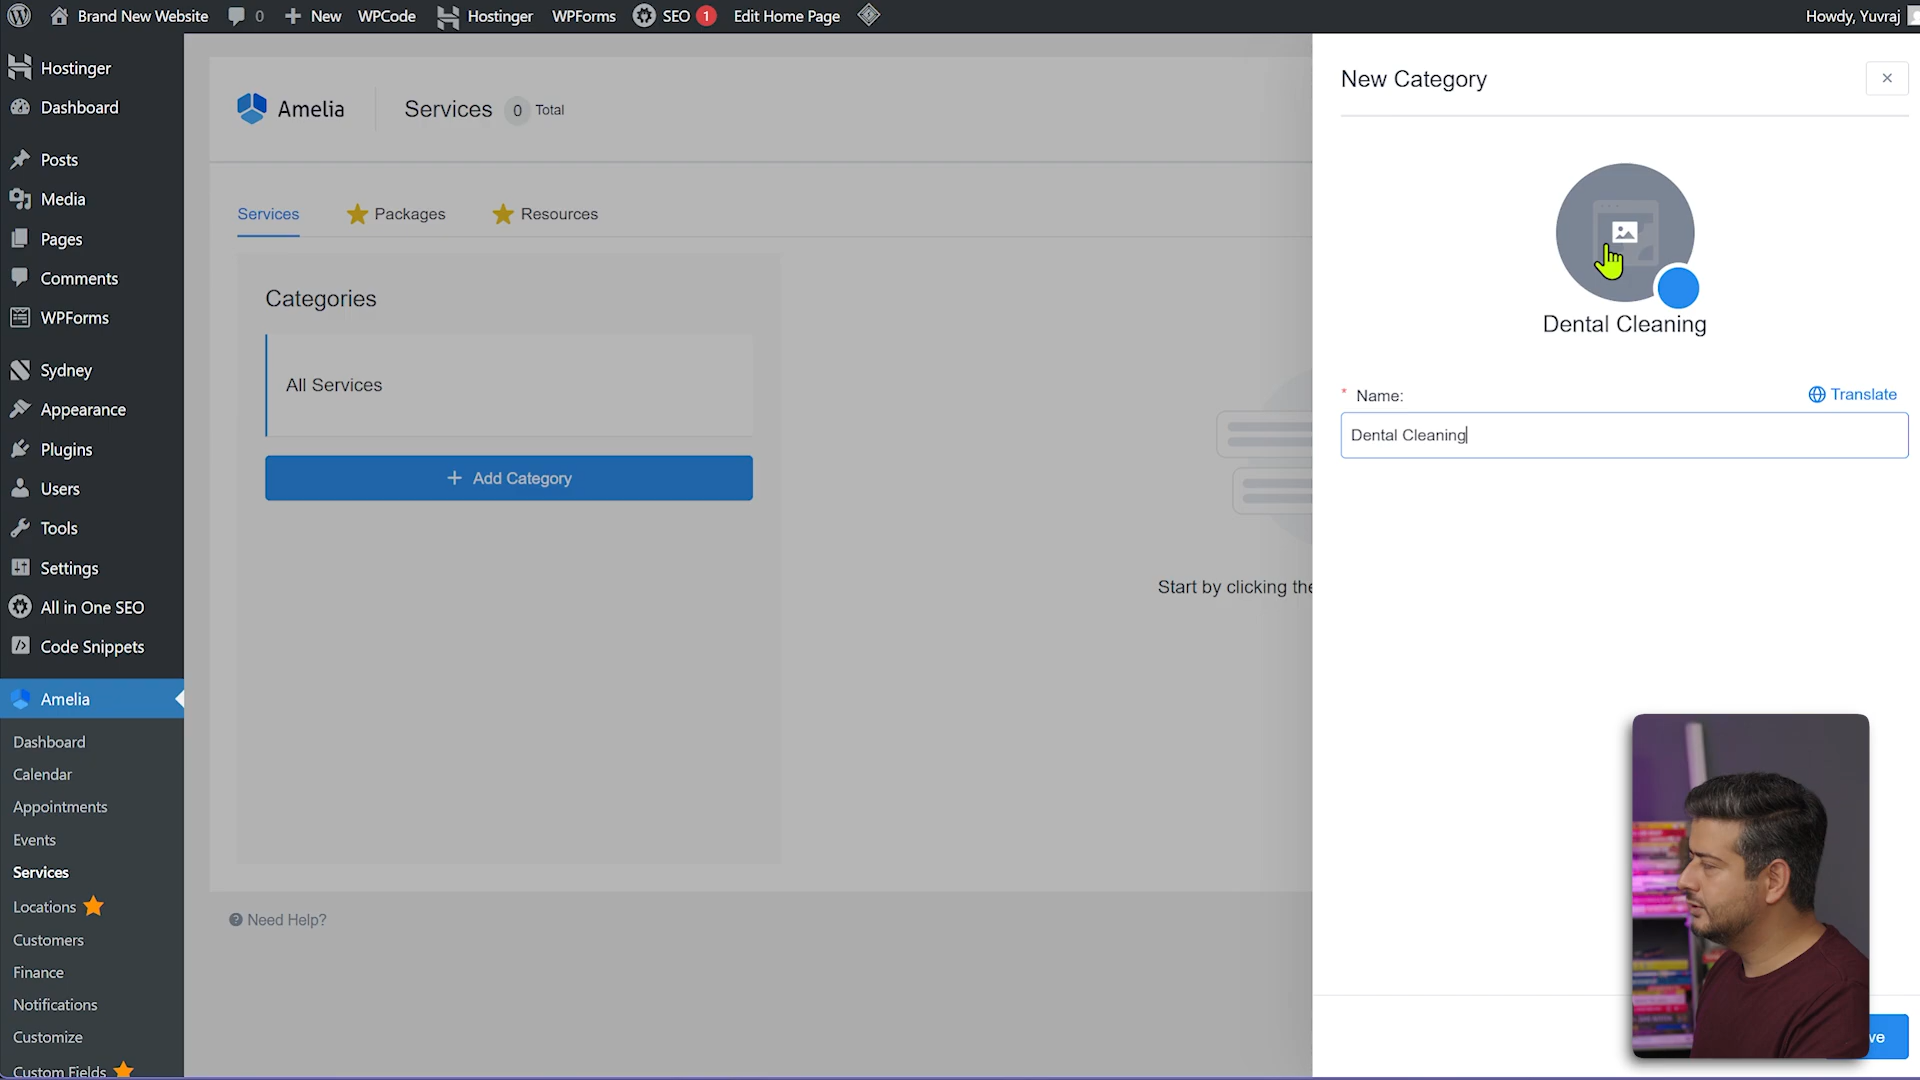 Brand New Website
0
New
WPCode
Hostinger
WPForms
SEO
1
Edit Home Page
Howdy, Yuvraj
Hostinger
Dashboard
Posts
Media
Pages
Comments
WPForms
Sydney
Appearance
Plugins
Users
Tools
Settings
All in One SEO
Code Snippets
Amelia
Dashboard
Calendar
Appointments
Events
Services
Locations
Customers
Finance
Notifications
Customize
Custom Fields
Amelia
Services 0 Total
Services
Packages
Resources
Categories
All Services
+ Add Category
Start by clicking the
Need Help?
New Category
Dental Cleaning
* Name:
Translate
Dental Cleaning